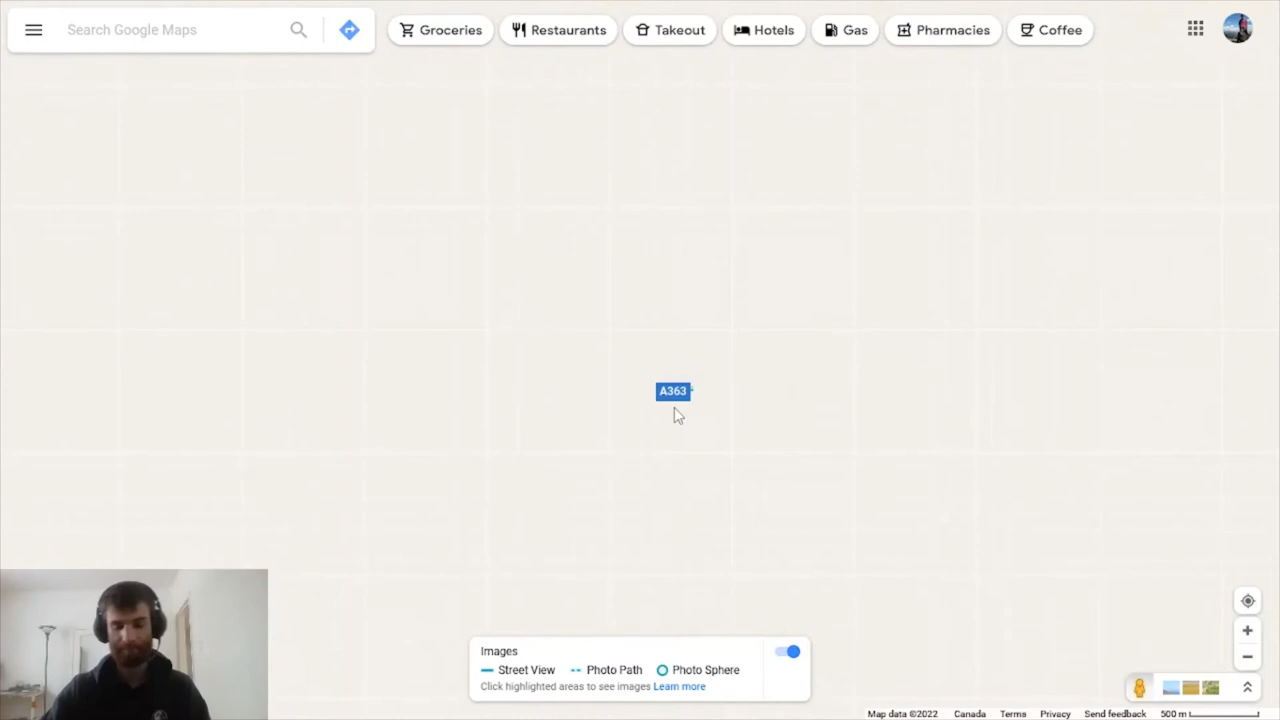 Search Google Maps
Groceries
Restaurants
Takeout
Hotels
Gas
Pharmacies
Coffee
A363
Images
Street View
Photo Path
Photo Sphere
Click highlighted areas to see images Learn more
Map data ©2022 Canada Terms Privacy Send feedback 500 m